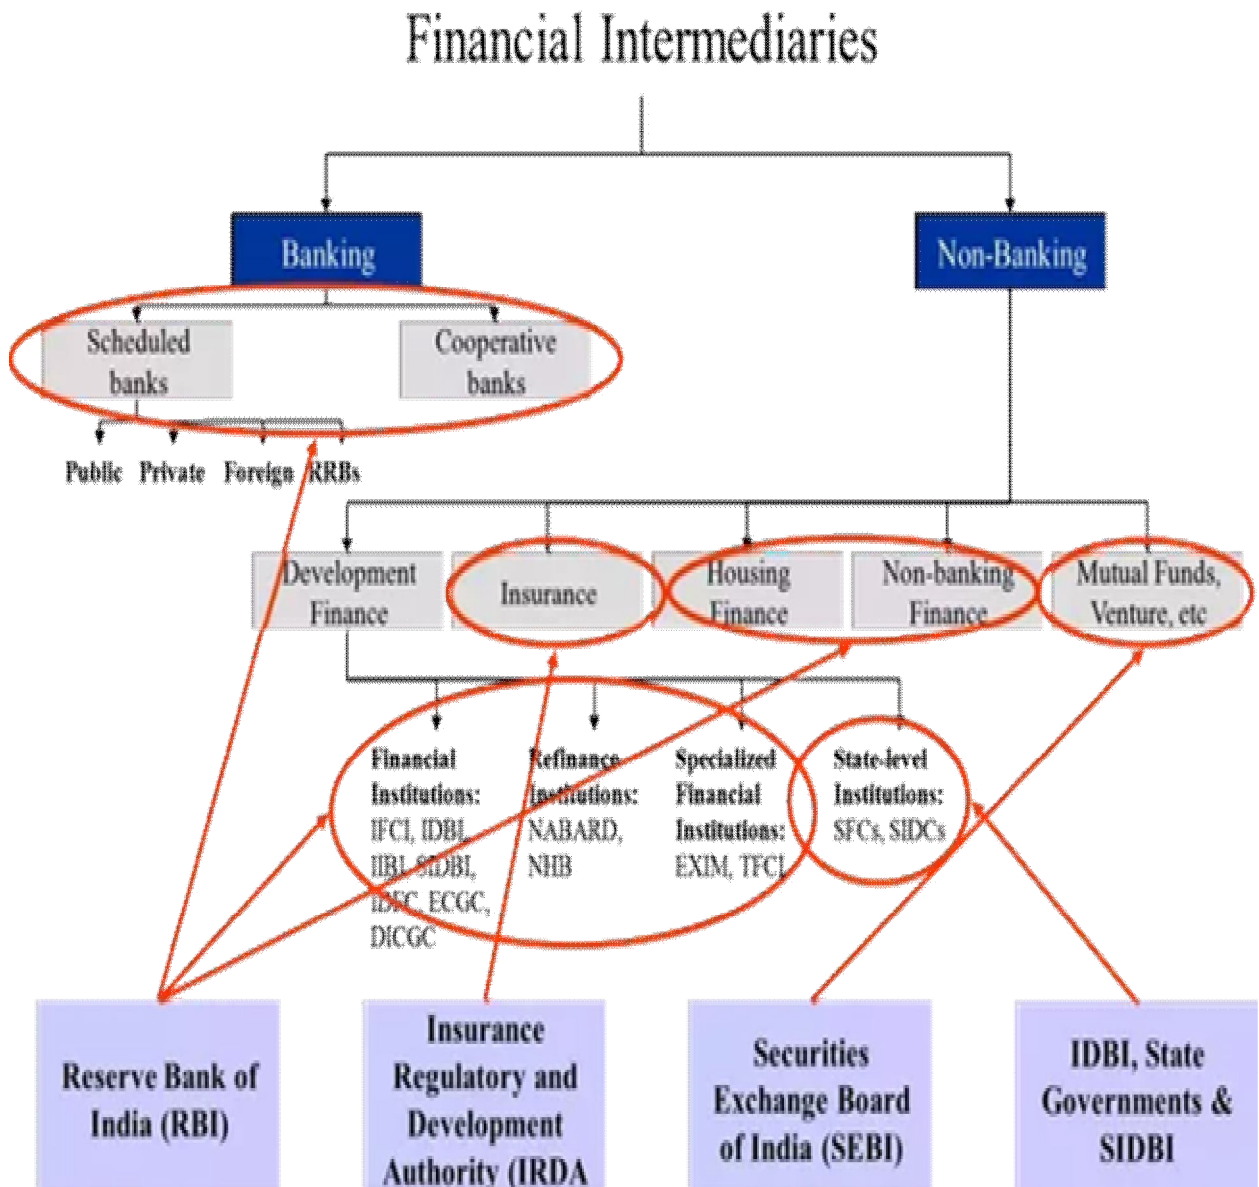 Financial Intermediaries
Banking
Non-Banking
Scheduled
banks
Cooperative
banks
Public Private Foreign RRBs
Development
Finance
Insurance
Housing
Finance
Non-banking
Finance
Mutual Funds,
Venture, etc
Financial
Institutions:
IFCI, IDBI,
IIBI, SIDBI,
IDFC, ECGC,
DICGC
Refinance
Institutions:
NABARD,
NHB
Specialized
Financial
Institutions:
EXIM, TFCI,
State-level
Institutions:
SFCs, SIDCs
Reserve Bank of
India (RBI)
Insurance
Regulatory and
Development
Authority (IRDA
Securities
Exchange Board
of India (SEBI)
IDBI, State
Governments &
SIDBI